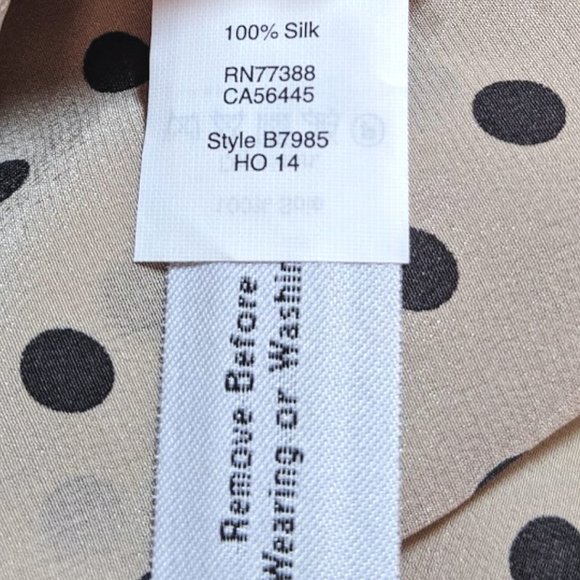 100% Silk
RN77388
CA56445
Style B7985
HO 14
Remove Before
Wearing or Washin